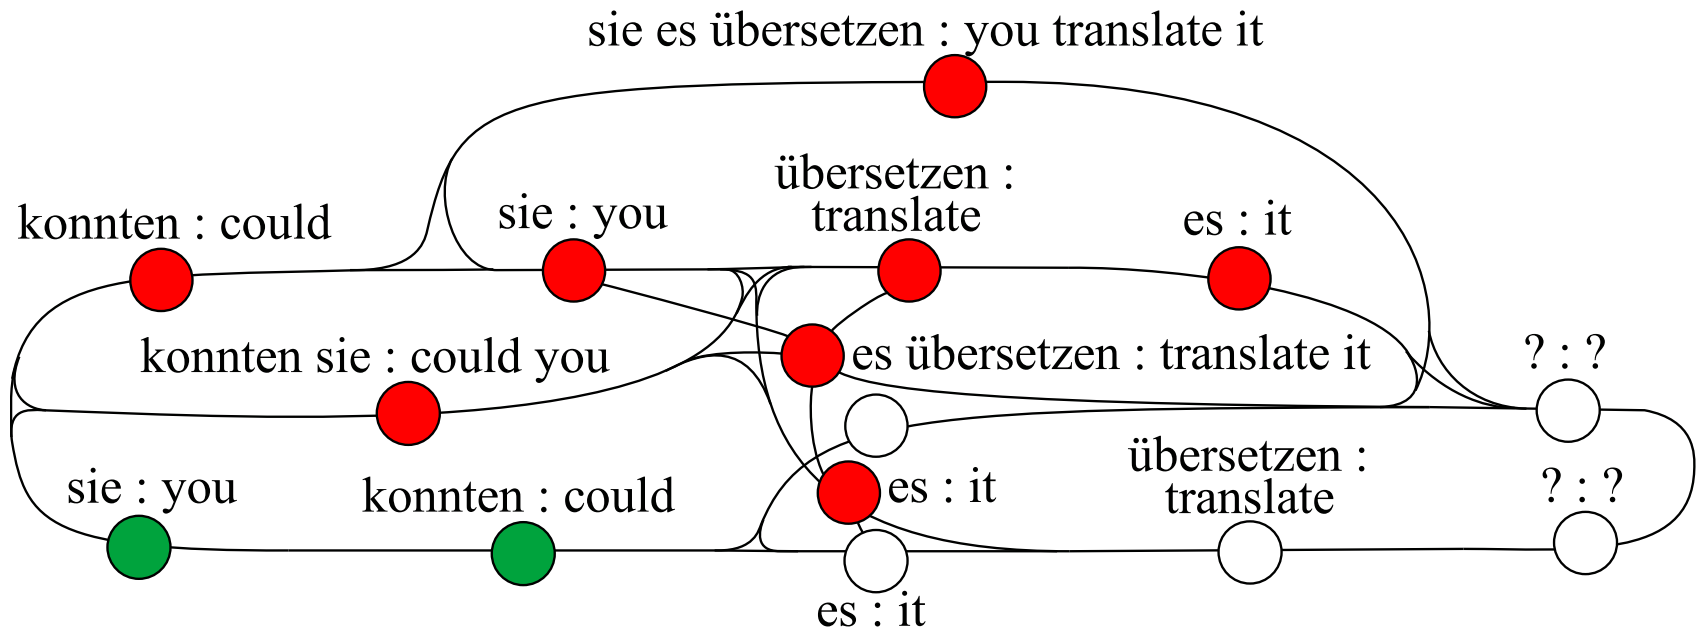 sie es übersetzen : you translate it
übersetzen :
translate
konnten : could
sie : you
es : it
konnten sie : could you
es übersetzen : translate it
? : ?
sie : you
konnten : could
es : it
übersetzen :
translate
? : ?
es : it